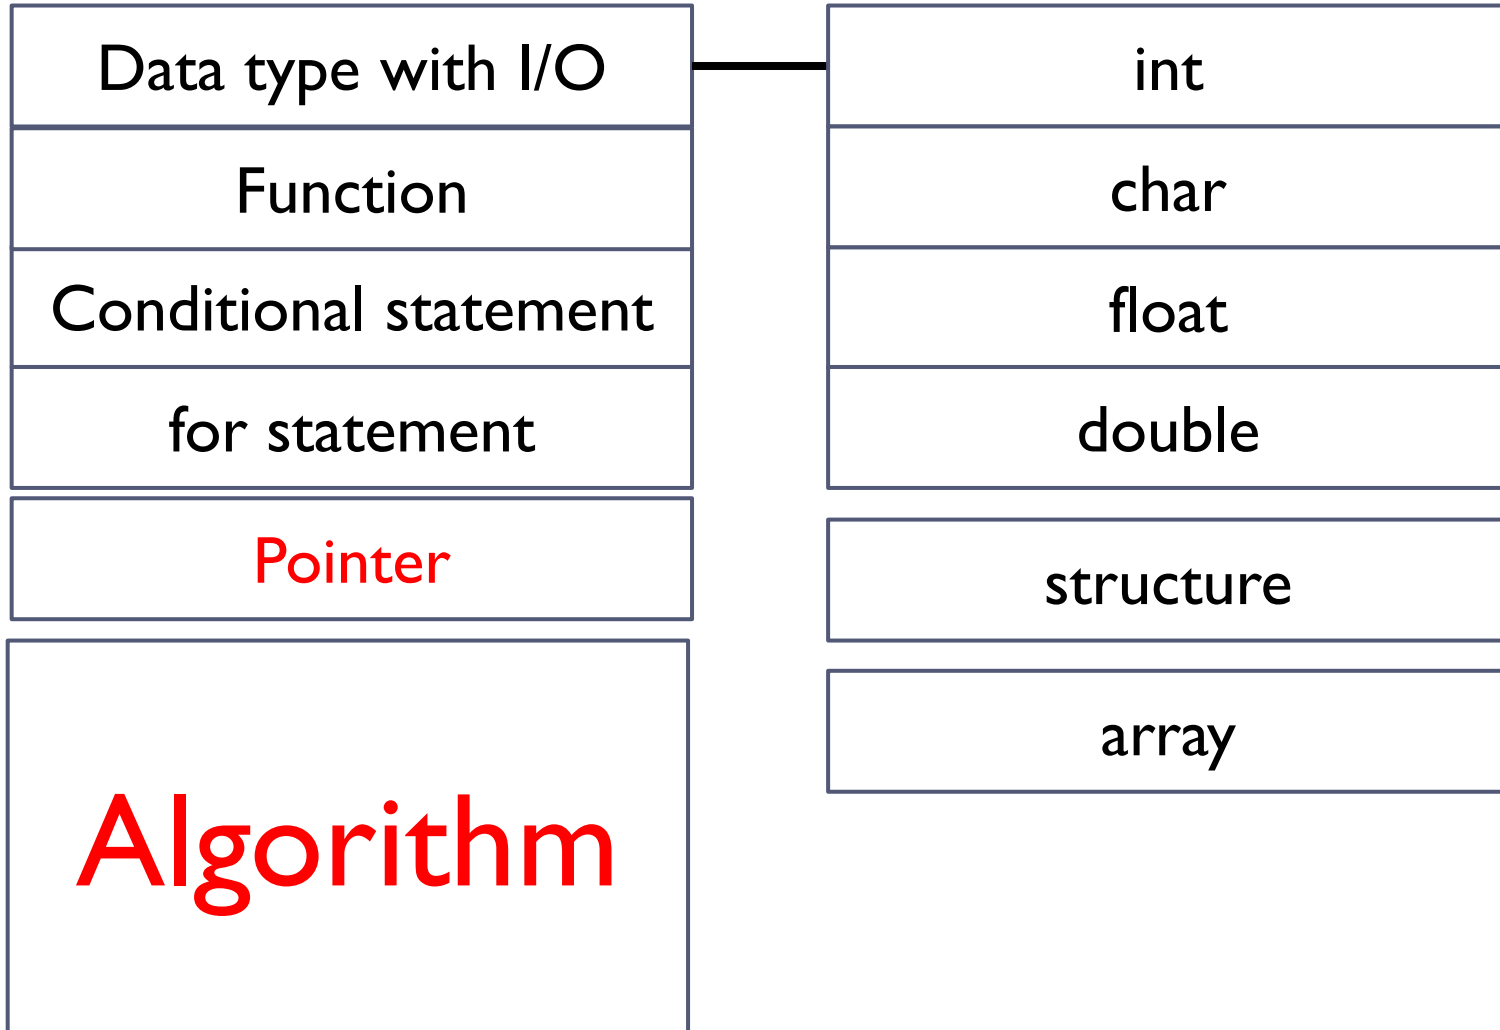 Data type with I/O
Function
Conditional statement
for statement
Pointer
Algorithm
int
char
float
double
structure
array